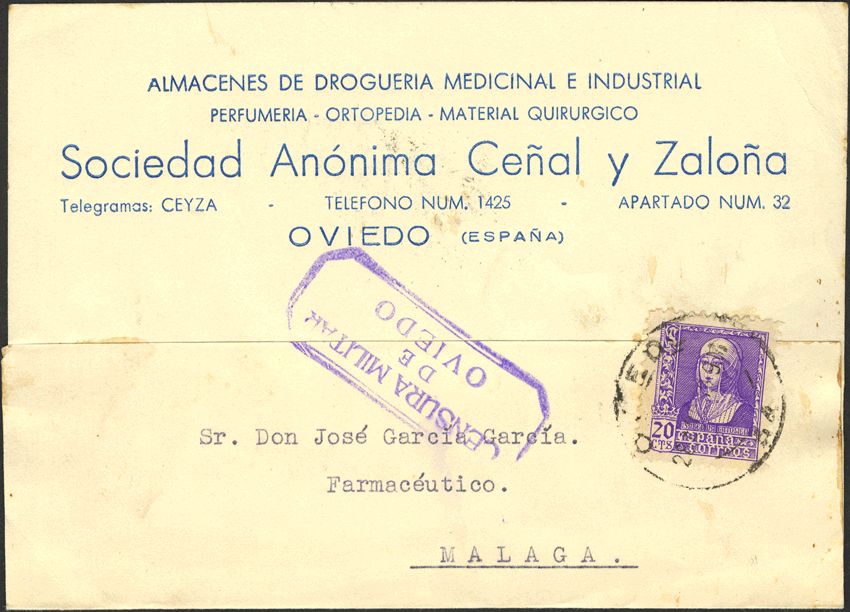 ALMACENES DE DROGUERIA MEDICINAL E INDUSTRIAL
PERFUMERIA - ORTOPEDIA - MATERIAL QUIRURGICO
Sociedad Anónima Ceñal y Zaloña
Telegramas: CEYZA - TELEFONO NUM. 1425 - APARTADO NUM. 32
OVIEDO (ESPAÑA)
CENSURA MILITAR
DE
OVIEDO
20
CTS
España
correos
Sr. Don José García García.
Farmacéutico.
MALAGA.